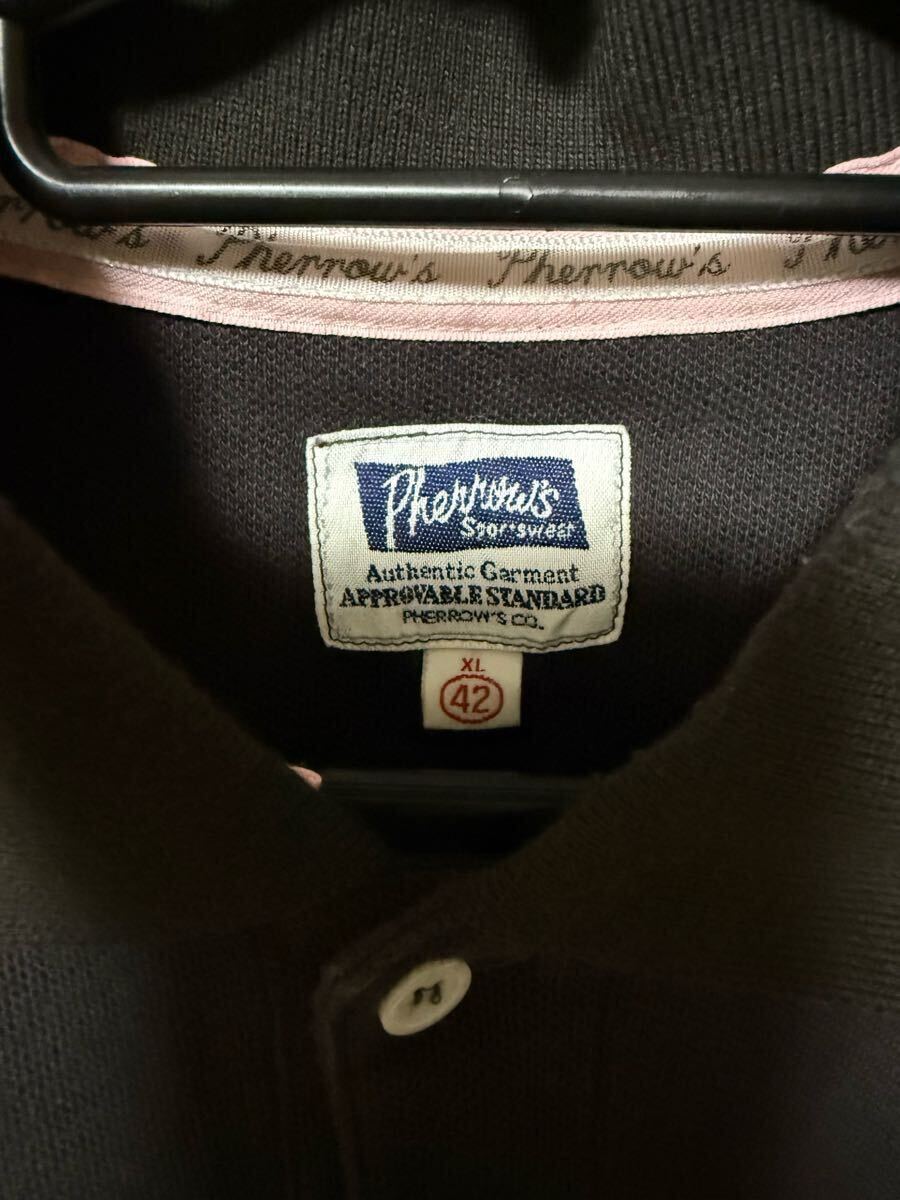 Pherrow's Pherrow's
Pherrow's
Sportswear
Authentic Garment
APPROVABLE STANDARD
PHERROW'S CO.
XL
42